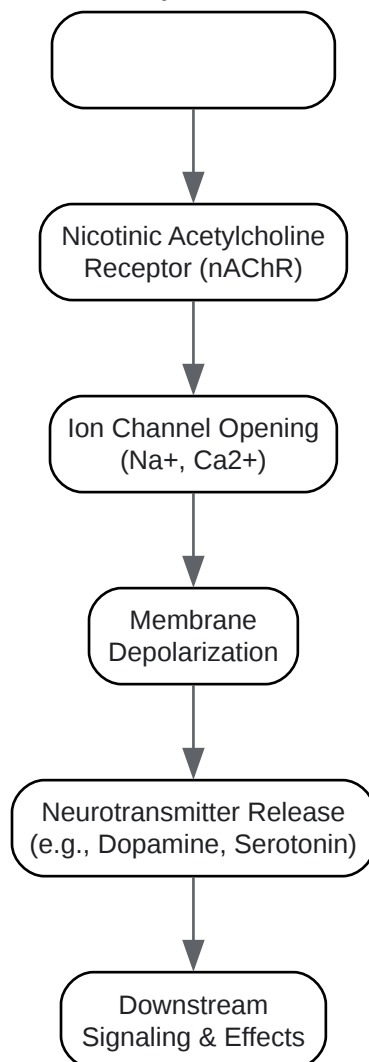 Nicotinic Acetylcholine
Receptor (nAChR)
Ion Channel Opening
(Na+, Ca2+)
Membrane
Depolarization
Neurotransmitter Release
(e.g., Dopamine, Serotonin)
Downstream
Signaling & Effects